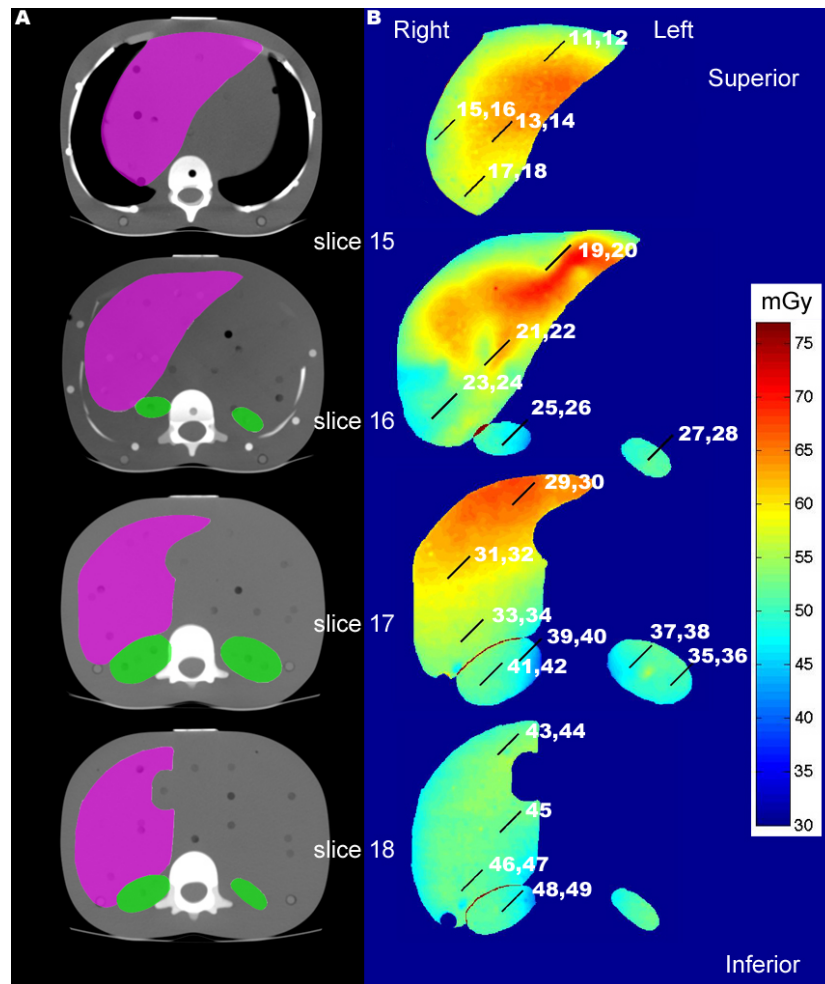 A
B
Right
Left
11,12
Superior
15,16
13,14
17,18
slice 15
19,20
21,22
23,24
25,26
slice 16
27,28
mGy
75
70
65
60
55
50
45
40
35
30
29,30
31,32
33,34
slice 17
39,40
37,38
41,42
35,36
43,44
45
slice 18
46,47
48,49
Inferior